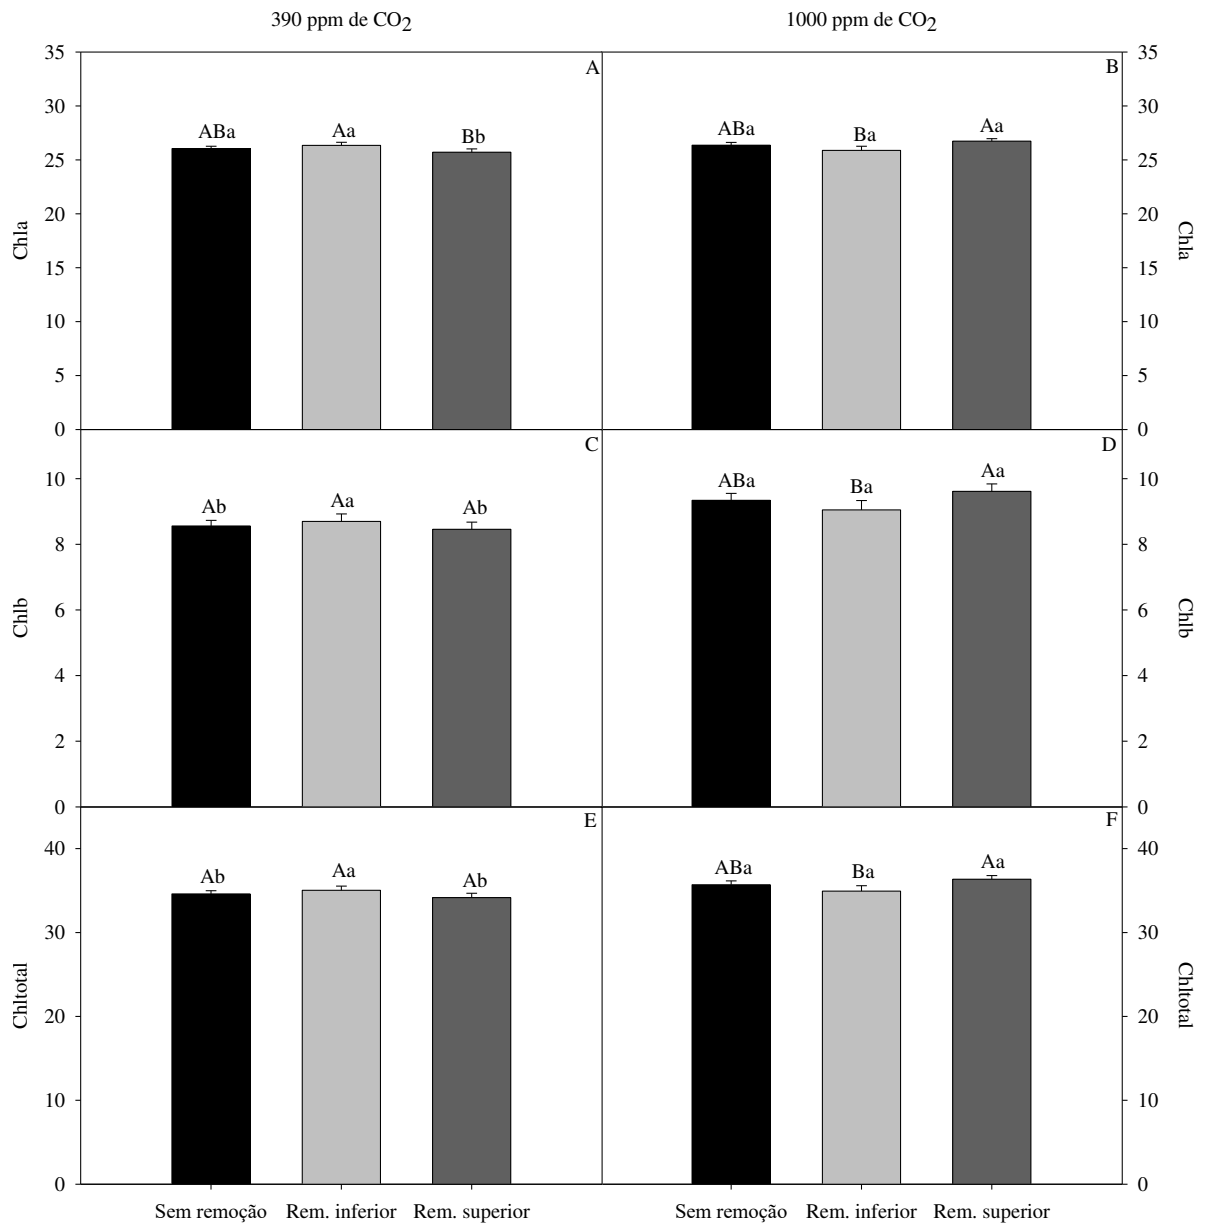 390 ppm de CO2 1000 ppm de CO2
35 A B 35
30 ABa Aa Bb ABa Ba Aa 30
25 25
20 20
Chla Chla
15 15
10 10
5 5
0 C D 0
10 Ab Aa Ab ABa Ba Aa 10
8 8
6 6
Chlb Chlb
4 4
2 2
0 E F 0
40 Ab Aa Ab ABa Ba Aa 40
30 30
Chltotal Chltotal
20 20
10 10
0 0
Sem remoção Rem. inferior Rem. superior Sem remoção Rem. inferior Rem. superior